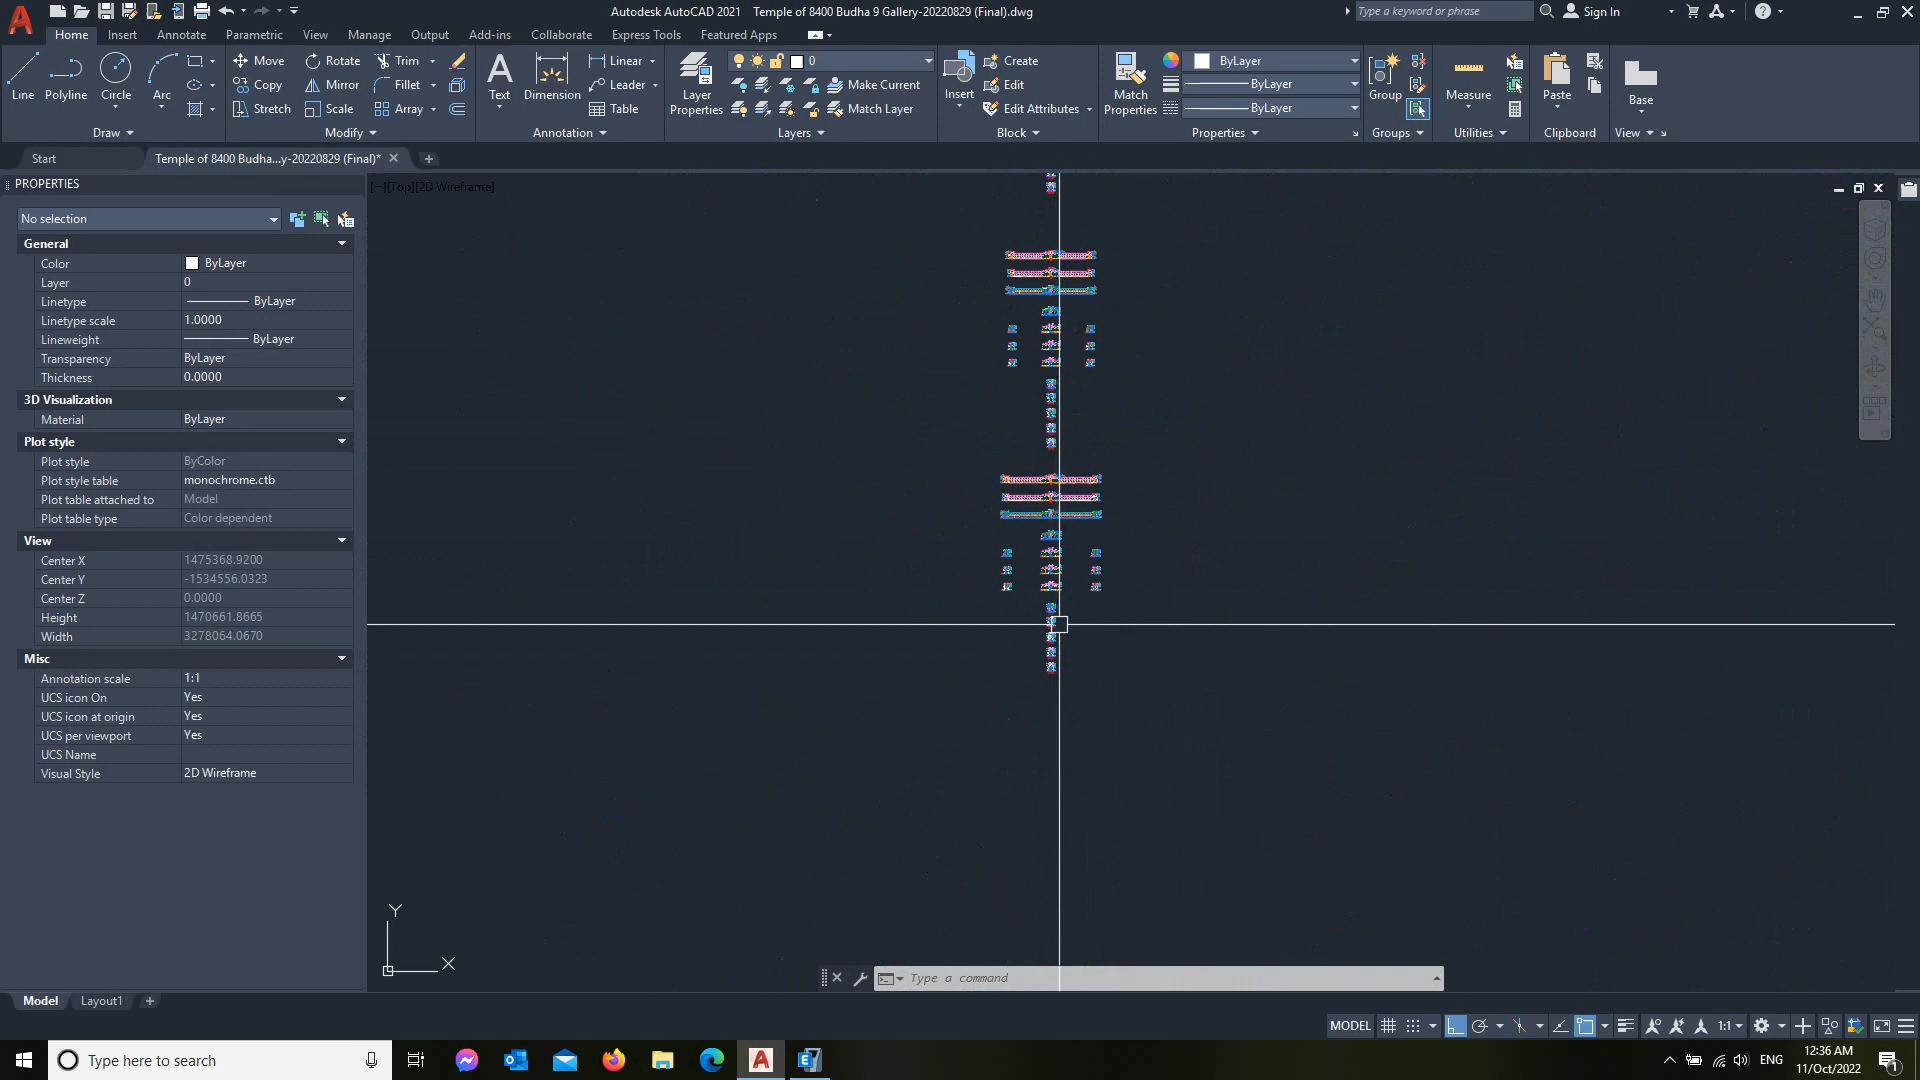 Autodesk AutoCAD 2021 Temple of 8400 Budha 9 Gallery-20220829 (Final).dwg
Type a keyword or phrase
Sign In
Home Insert Annotate Parametric View Manage Output Add-ins Collaborate Express Tools Featured Apps
Line Polyline Circle Arc
Draw
Move Rotate Trim
Copy Mirror Fillet
Stretch Scale Array
Modify
Text Dimension
Linear
Leader
Table
Annotation
Layer Properties
0
Make Current
Match Layer
Layers
Insert
Create
Edit
Edit Attributes
Block
Match Properties
ByLayer
ByLayer
ByLayer
Properties
Group
Groups
Measure
Utilities
Paste
Clipboard
Base
View
Start
Temple of 8400 Budha...y-20220829 (Final)*
PROPERTIES
[−][Top][2D Wireframe]
No selection
General
Color ByLayer
Layer 0
Linetype ByLayer
Linetype scale 1.0000
Lineweight ByLayer
Transparency ByLayer
Thickness 0.0000
3D Visualization
Material ByLayer
Plot style
Plot style ByColor
Plot style table monochrome.ctb
Plot table attached to Model
Plot table type Color dependent
View
Center X 1475368.9200
Center Y -1534556.0323
Center Z 0.0000
Height 1470661.8665
Width 3278064.0670
Misc
Annotation scale 1:1
UCS icon On Yes
UCS icon at origin Yes
UCS per viewport Yes
UCS Name
Visual Style 2D Wireframe
Y
X
Type a command
Model Layout1
MODEL 1:1
Type here to search
ENG
12:36 AM
11/Oct/2022
1